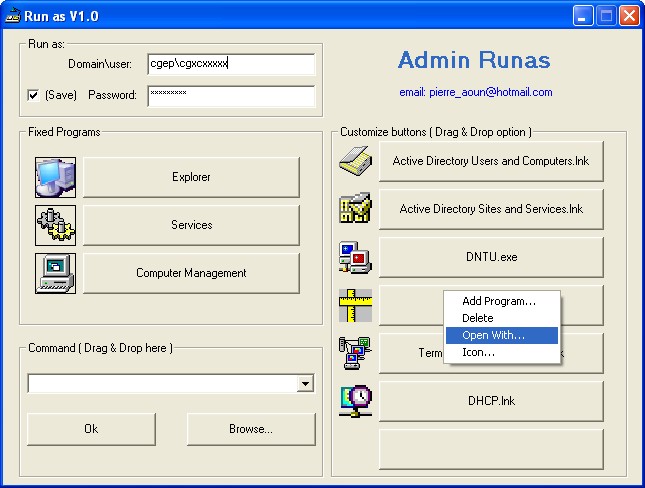 Run as V1.0
Run as:
Domain\user: cgep\cgxcxxxxx
(Save) Password: xxxxxxxxx
Admin Runas
email: pierre_aoun@hotmail.com
Fixed Programs
Explorer
Services
Computer Management
Command ( Drag & Drop here )
Ok
Browse...
Customize buttons ( Drag & Drop option )
Active Directory Users and Computers.lnk
Active Directory Sites and Services.lnk
DNTU.exe
Add Program...
Delete
Open With...
Icon...
Term
k
DHCP.lnk